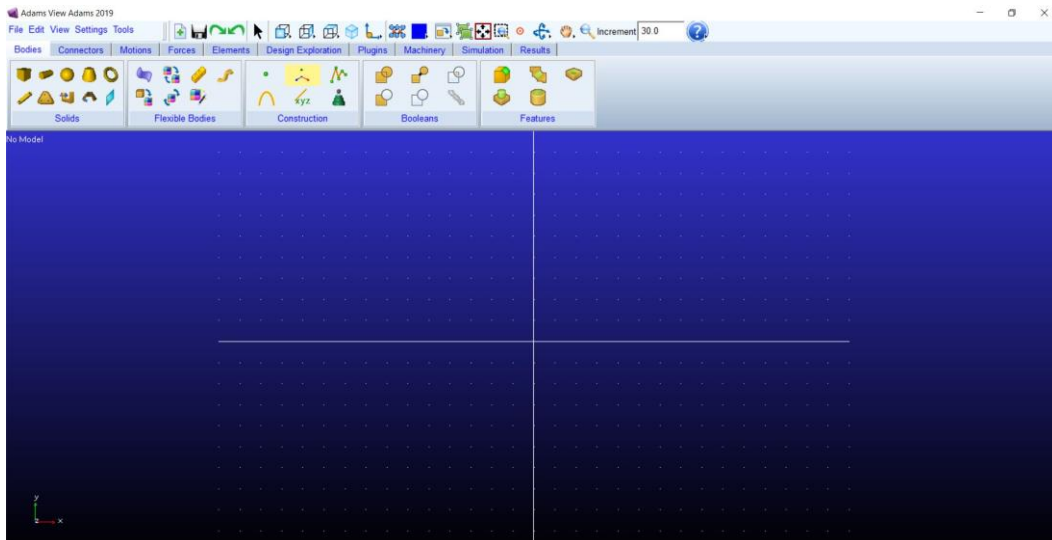 Adams View Adams 2019
File Edit View Settings Tools Increment 30.0 ?
Bodies Connectors Motions Forces Elements Design Exploration Plugins Machinery Simulation Results
xyz
Solids Flexible Bodies Construction Booleans Features
No Model
y
z x